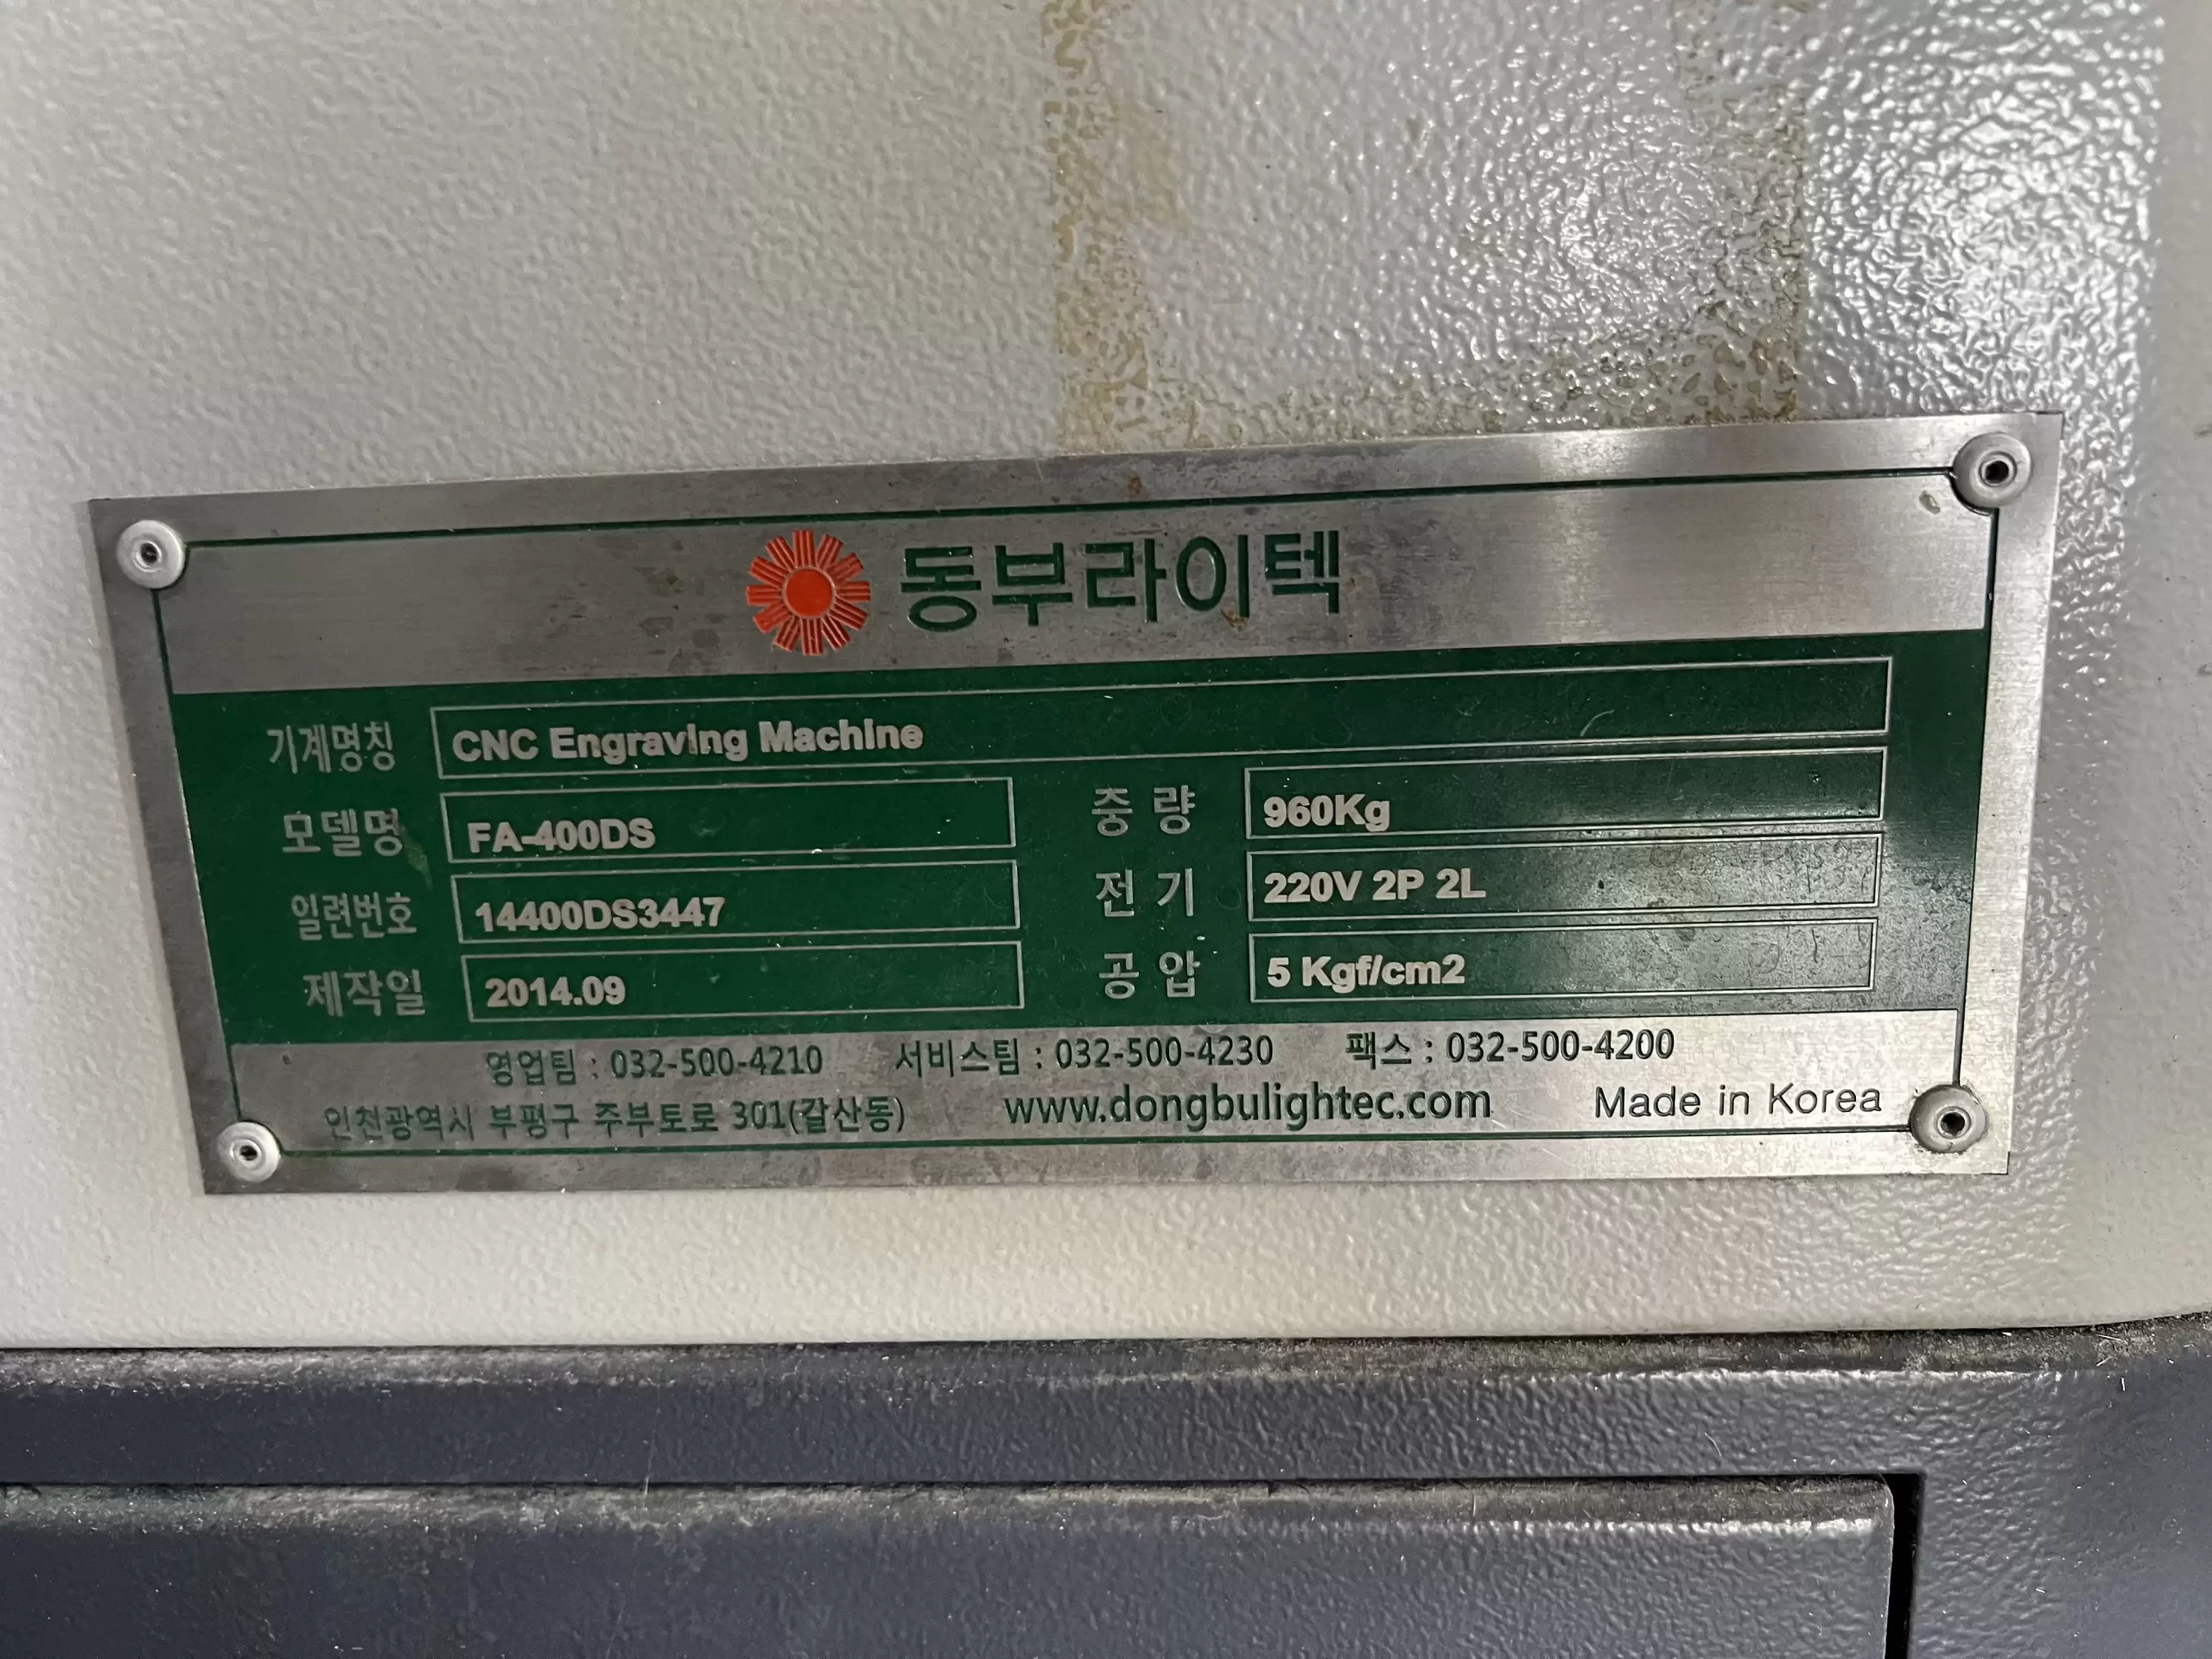 동부라이텍
기계명칭 CNC Engraving Machine
모델명 FA-400DS 중량 960Kg
일련번호 14400DS3447 전기 220V 2P 2L
제작일 2014.09 공압 5 Kgf/cm2
영업팀 : 032-500-4210 서비스팀 : 032-500-4230 팩스 : 032-500-4200
인천광역시 부평구 주부토로 301(갈산동) www.dongbulightec.com Made in Korea